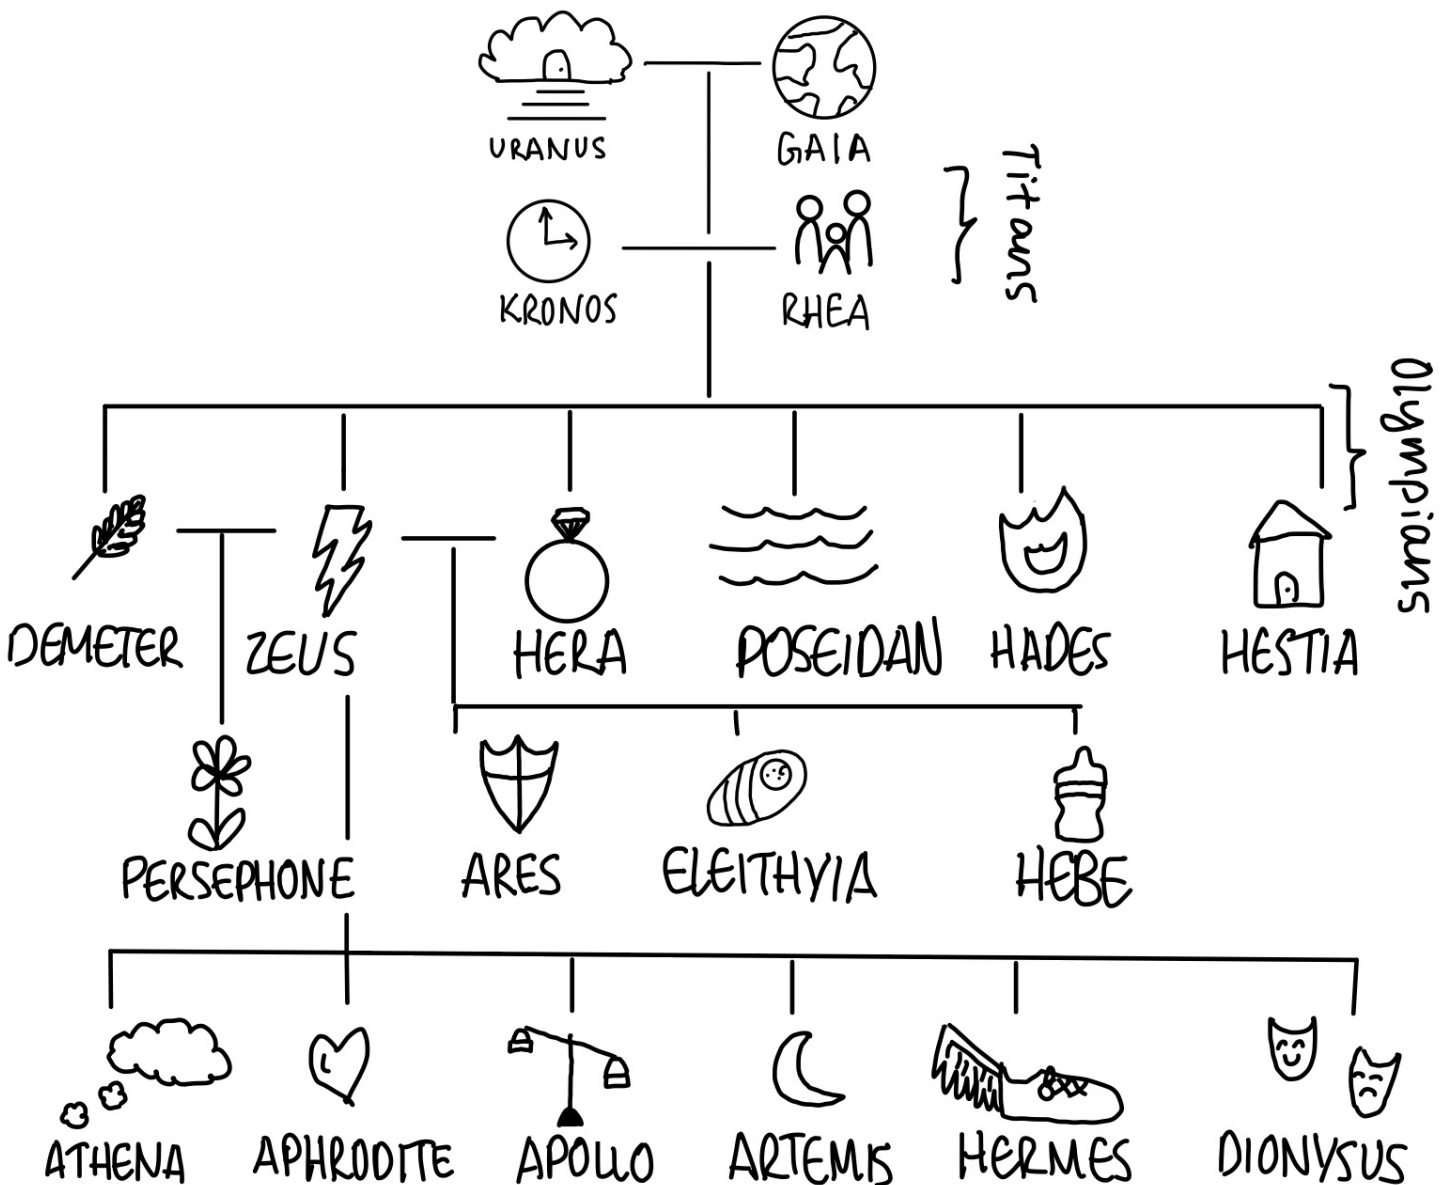 URANUS
GAIA
Titans
KRONOS
RHEA
Olympians
DEMETER
ZEUS
HERA
POSEIDAN
HADES
HESTIA
PERSEPHONE
ARES
ELEITHYIA
HEBE
ATHENA
APHRODITE
APOLLO
ARTEMIS
HERMES
DIONYSUS